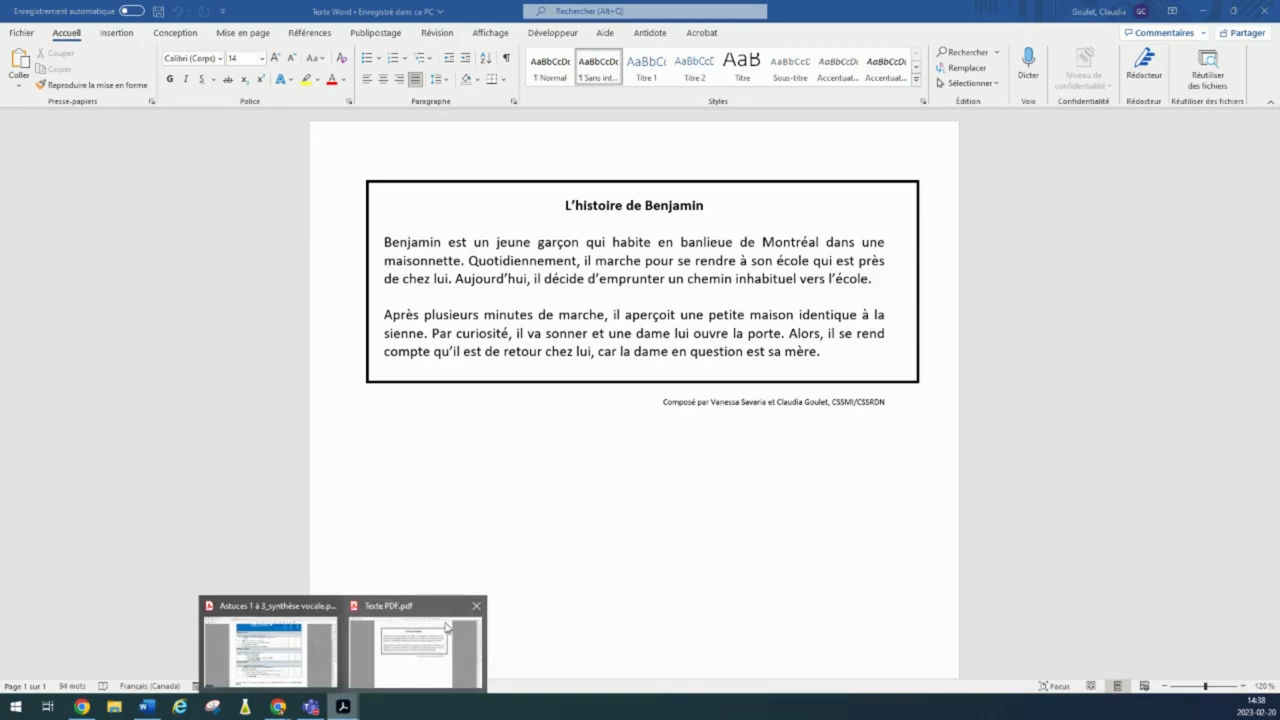 Enregistrement automatique
Texte Word • Enregistré dans ce PC
Rechercher (Alt+Q)
Goulet, Claudia GC
Fichier Accueil Insertion Conception Mise en page Références Publipostage Révision Affichage Développeur Aide Antidote Acrobat
Commentaires Partager
Coller
Couper
Copier
Reproduire la mise en forme
Calibri (Corps) 14
G I S ab x₂ x²
AaBbCcDc AaBbCcDc AaBbCc AaBbCcC AaB AaBbCcD AaBbCcDi AaBbCcDi
¶ Normal ¶ Sans int... Titre 1 Titre 2 Titre Sous-titre Accentuat... Accentuat...
Rechercher
Remplacer
Sélectionner
Dicter
Niveau de confidentialité
Rédacteur
Réutiliser des fichiers
Presse-papiers Police Paragraphe Styles Édition Voix Confidentialité Rédacteur Réutiliser des fichiers
L'histoire de Benjamin
Benjamin est un jeune garçon qui habite en banlieue de Montréal dans une
maisonnette. Quotidiennement, il marche pour se rendre à son école qui est près
de chez lui. Aujourd'hui, il décide d'emprunter un chemin inhabituel vers l'école.
Après plusieurs minutes de marche, il aperçoit une petite maison identique à la
sienne. Par curiosité, il va sonner et une dame lui ouvre la porte. Alors, il se rend
compte qu'il est de retour chez lui, car la dame en question est sa mère.
Composé par Vanessa Savaria et Claudia Goulet, CSSMI/CSSRDN
Astuces 1 à 3_synthèse vocale.p...
Texte PDF.pdf
Page 1 sur 1 94 mots Français (Canada)
Focus
120 %
14:38
2023-02-20